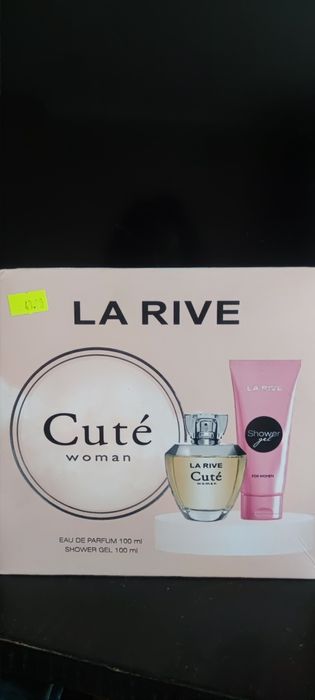 LA RIVE
Cuté
woman
EAU DE PARFUM 100 ml
SHOWER GEL 100 ml
LA RIVE
Cuté
woman
LA RIVE
Shower
gel
FOR WOMEN